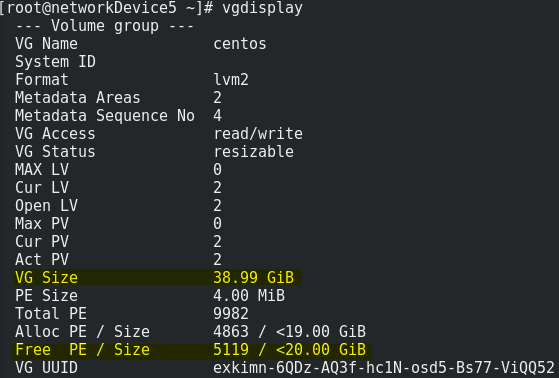 [root@networkDevice5 ~]# vgdisplay
--- Volume group ---
VG Name centos
System ID
Format lvm2
Metadata Areas 2
Metadata Sequence No 4
VG Access read/write
VG Status resizable
MAX LV 0
Cur LV 2
Open LV 2
Max PV 0
Cur PV 2
Act PV 2
VG Size 38.99 GiB
PE Size 4.00 MiB
Total PE 9982
Alloc PE / Size 4863 / <19.00 GiB
Free PE / Size 5119 / <20.00 GiB
VG UUID exkimn-6QDz-AQ3f-hc1N-osd5-Bs77-ViQQ52